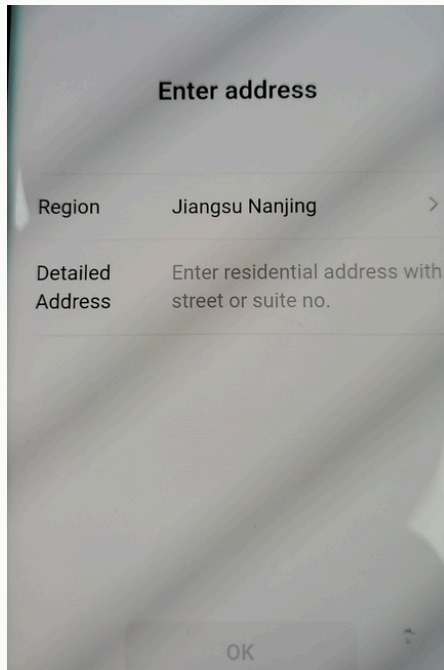 Enter address
Region Jiangsu Nanjing >
Detailed Enter residential address with
Address street or suite no.
OK